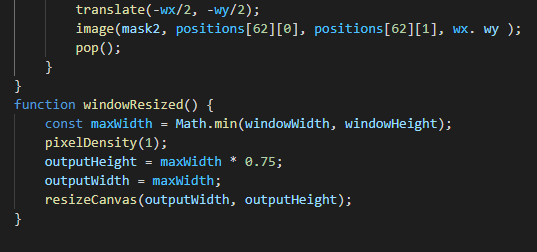 translate(-wx/2, -wy/2);
image(mask2, positions[62][0], positions[62][1], wx. wy );
pop();
}
}
function windowResized() {
const maxWidth = Math.min(windowWidth, windowHeight);
pixelDensity(1);
outputHeight = maxWidth * 0.75;
outputWidth = maxWidth;
resizeCanvas(outputWidth, outputHeight);
}